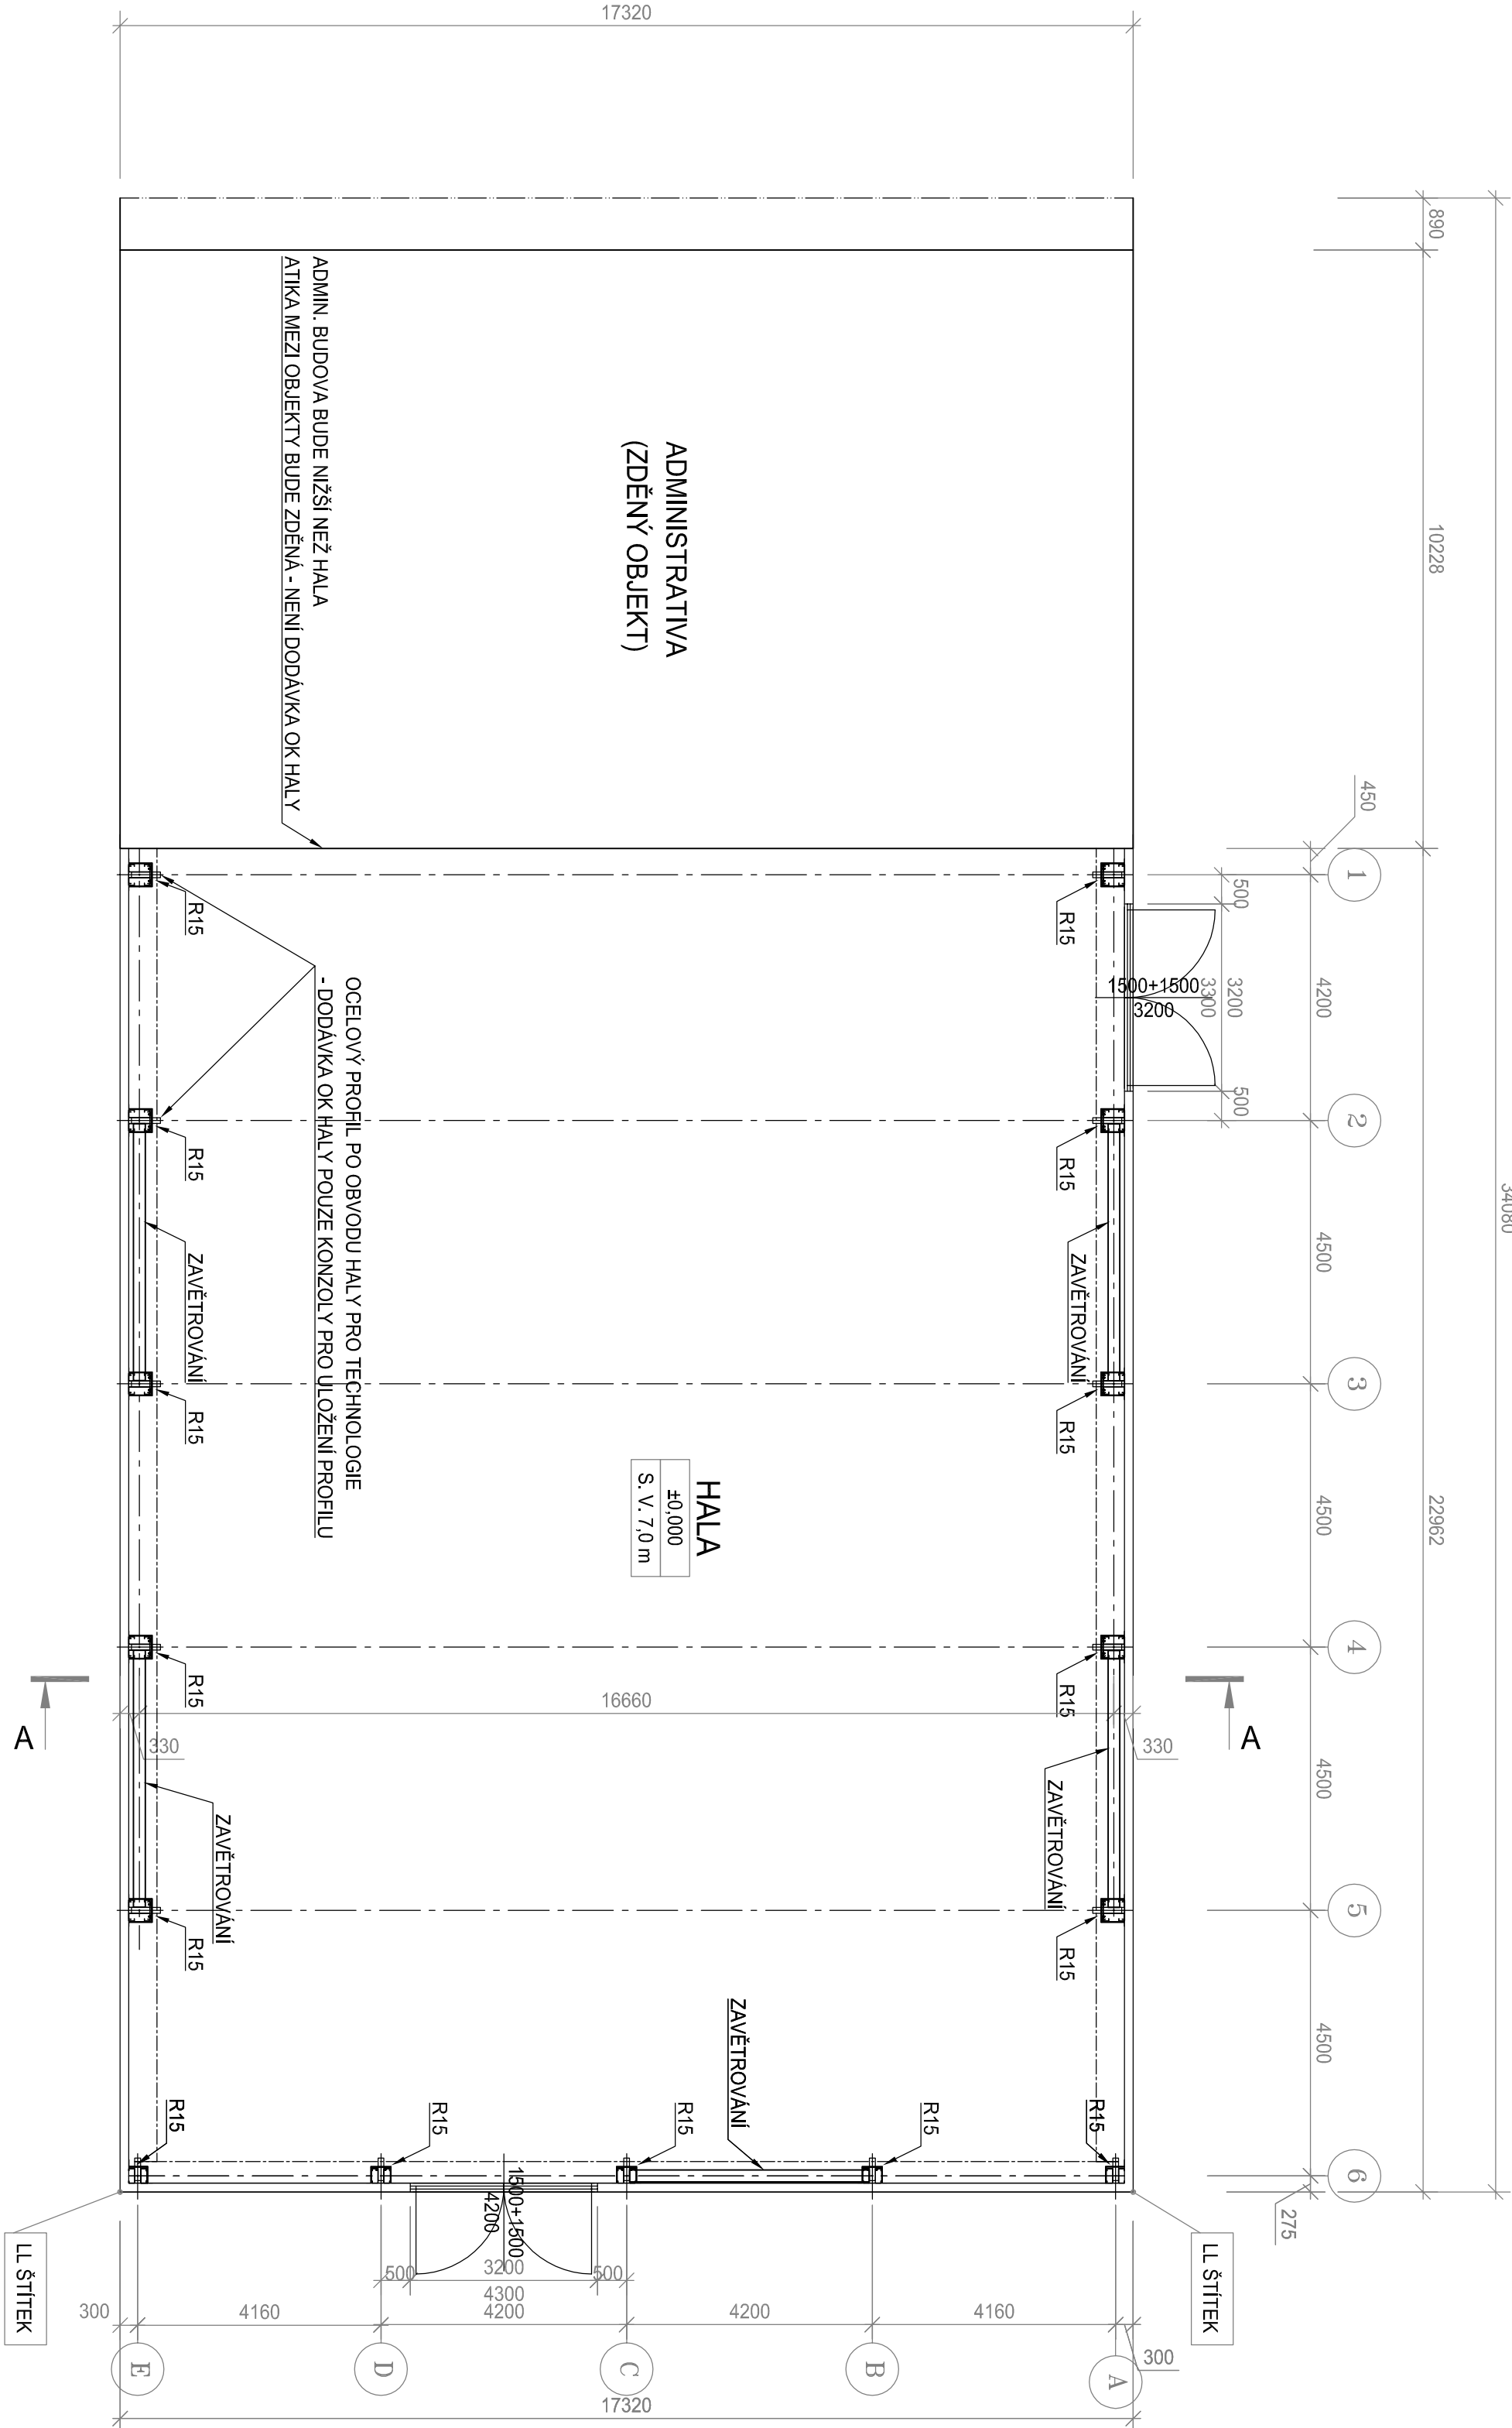 17320
34080
890
10228
22962
450
4200
4500
4500
4500
4500
275
1
2
3
4
5
6
500
3200
500
3300
1500+1500
3200
ADMINISTRATIVA
(ZDĚNÝ OBJEKT)
ADMIN. BUDOVA BUDE NIŽŠÍ NEŽ HALA
ATIKA MEZI OBJEKTY BUDE ZDĚNÁ - NENÍ DODÁVKA OK HALY
R15
R15
R15
R15
R15
ZAVĚTROVÁNÍ
ZAVĚTROVÁNÍ
HALA
±0,000
S. V. 7,0 m
OCELOVÝ PROFIL PO OBVODU HALY PRO TECHNOLOGIE
- DODÁVKA OK HALY POUZE KONZOLY PRO ULOŽENÍ PROFILU
R15
R15
R15
R15
R15
ZAVĚTROVÁNÍ
ZAVĚTROVÁNÍ
16660
330
330
A
A
ZAVĚTROVÁNÍ
R15
R15
R15
R15
R15
1500+1500
4200
500
3200
500
4300
300
4160
4200
4200
4160
300
E
D
C
B
A
17320
LL ŠTÍTEK
LL ŠTÍTEK